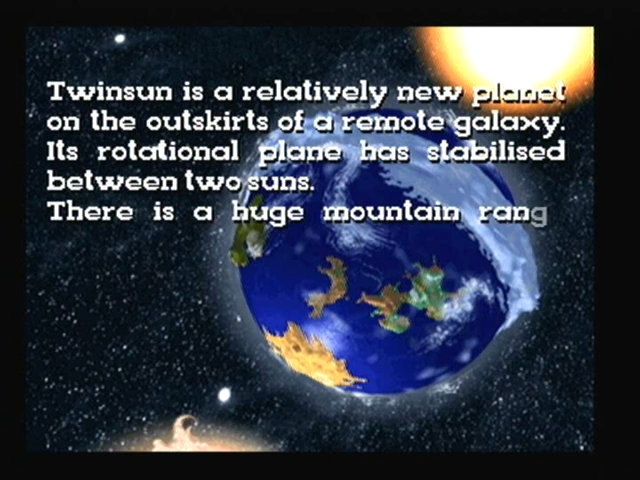 Twinsun is a relatively new planet
on the outskirts of a remote galaxy.
Its rotational plane has stabilised
between two suns.
There is a huge mountain rang